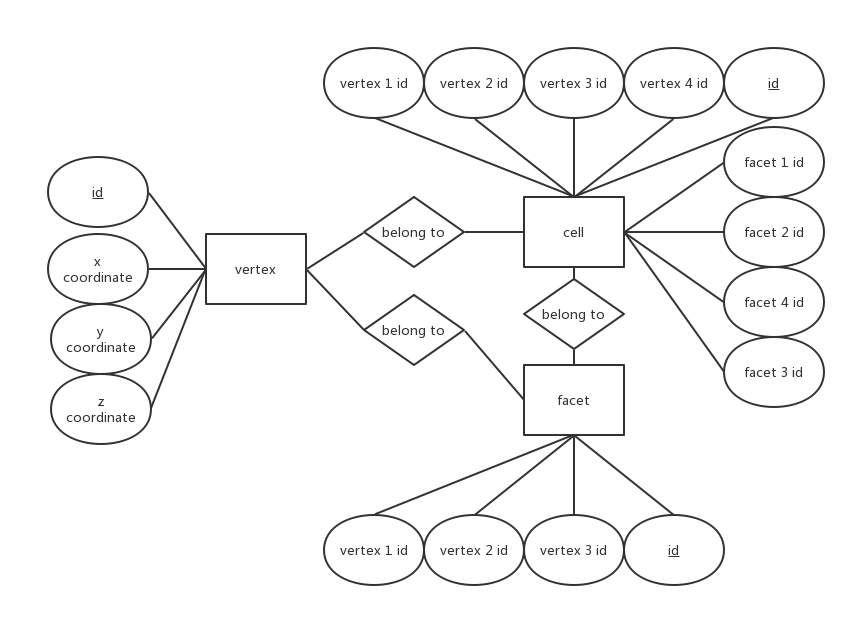 vertex 1 id
vertex 2 id
vertex 3 id
vertex 4 id
id
facet 1 id
id
belong to
cell
facet 2 id
x
coordinate
vertex
facet 4 id
belong to
belong to
y
coordinate
facet 3 id
z
coordinate
facet
vertex 1 id
vertex 2 id
vertex 3 id
id